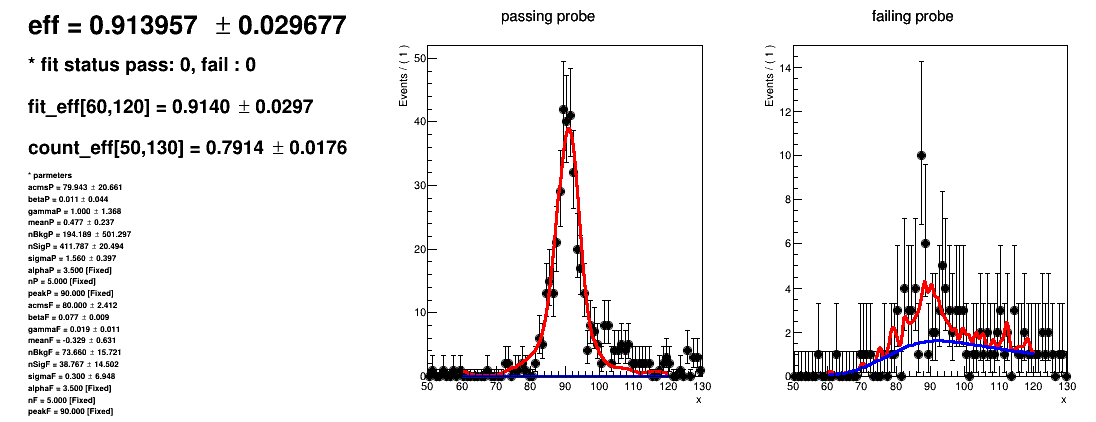 eff = 0.913957 ± 0.029677
* fit status pass: 0, fail : 0
fit_eff[60,120] = 0.9140 ± 0.0297
count_eff[50,130] = 0.7914 ± 0.0176
* parmeters
acmsP = 79.943 ± 20.661
betaP = 0.011 ± 0.044
gammaP = 1.000 ± 1.368
meanP = 0.477 ± 0.237
nBkgP = 194.189 ± 501.297
nSigP = 411.787 ± 20.494
sigmaP = 1.560 ± 0.397
alphaP = 3.500 [Fixed]
nP = 5.000 [Fixed]
peakP = 90.000 [Fixed]
acmsF = 80.000 ± 2.412
betaF = 0.077 ± 0.009
gammaF = 0.019 ± 0.011
meanF = -0.329 ± 0.631
nBkgF = 73.660 ± 15.721
nSigF = 38.767 ± 14.502
sigmaF = 0.300 ± 6.948
alphaF = 3.500 [Fixed]
nF = 5.000 [Fixed]
peakF = 90.000 [Fixed]
passing probe
Events / ( 1 )
50
40
30
20
10
0
50 60 70 80 90 100 110 120 130
x
failing probe
Events / ( 1 )
14
12
10
8
6
4
2
0
50 60 70 80 90 100 110 120 130
x